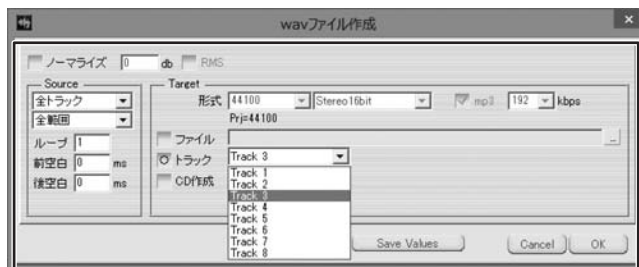 wavファイル作成
ノーマライズ 0 db RMS
Source
全トラック
全範囲
ループ 1
前空白 0 ms
後空白 0 ms
Target
形式 44100 Stereo16bit mp3 192 kbps
Prj=44100
ファイル ...
トラック Track 3
CD作成
Track 1
Track 2
Track 3
Track 4
Track 5
Track 6
Track 7
Track 8
Save Values
Cancel
OK